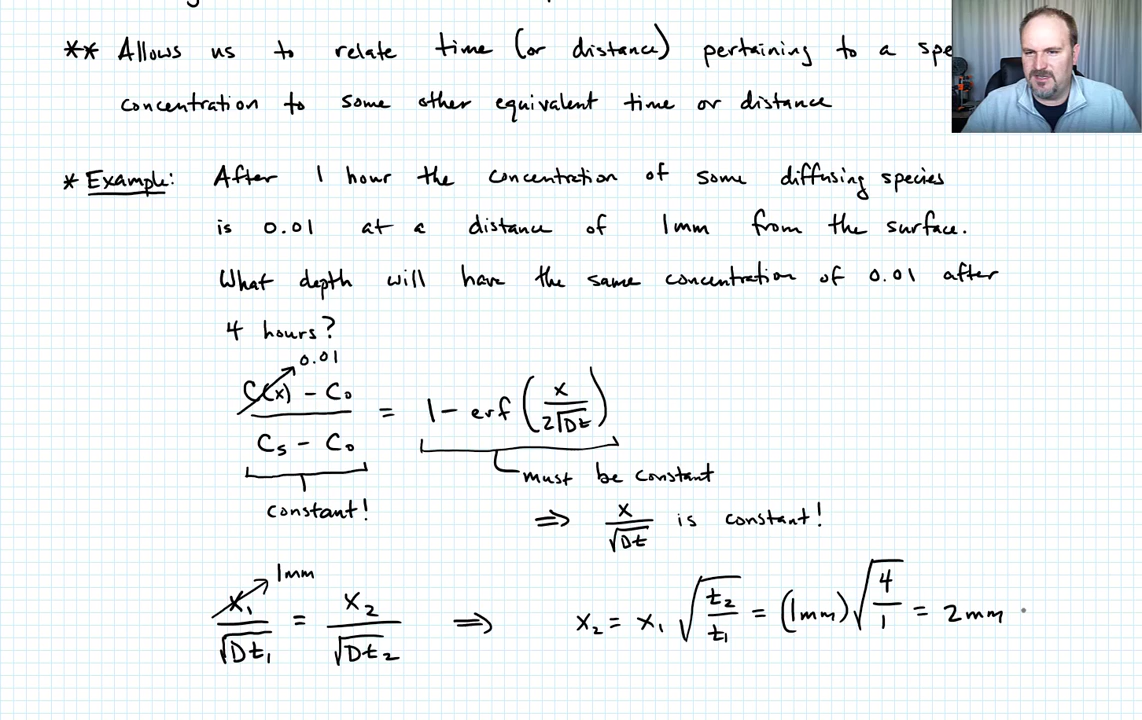 ** Allows us to relate time (or distance) pertaining to a
concentration to some other equivalent time or distance
* Example: After 1 hour the concentration of some diffusing species
is 0.01 at a distance of 1mm from the surface.
What depth will have the same concentration of 0.01 after
4 hours?
0.01
C(x) - C₀ / C_s - C₀ = 1 - erf (x / 2√Dt)
must be constant
constant!
⇒ x / √Dt is constant!
1mm
x₁ / √Dt₁ = x₂ / √Dt₂ ⇒ x₂ = x₁ √(t₂ / t₁) = (1mm) √(4 / 1) = 2mm